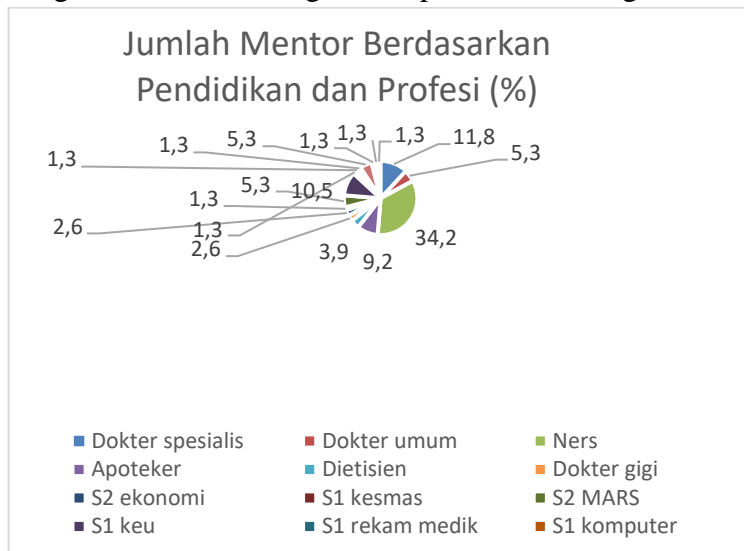 Jumlah Mentor Berdasarkan
Pendidikan dan Profesi (%)
11,8
5,3
34,2
9,2
3,9
2,6
2,6
1,3
5,3
10,5
1,3
1,3
1,3
5,3
1,3
1,3
1,3
Dokter spesialis Dokter umum Ners
Apoteker Dietisien Dokter gigi
S2 ekonomi S1 kesmas S2 MARS
S1 keu S1 rekam medik S1 komputer